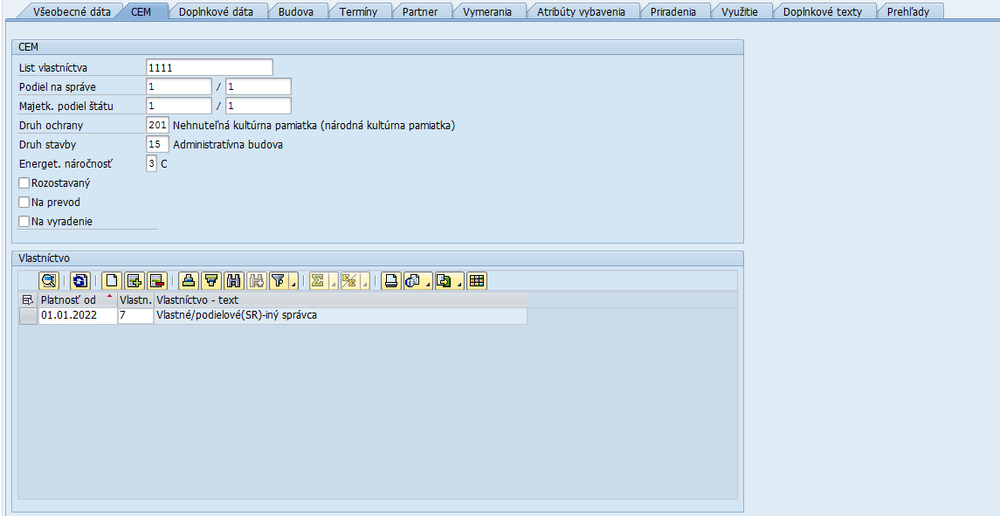 Všeobecné dáta CEM Doplnkové dáta Budova Termíny Partner Vymerania Atribúty vybavenia Priradenia Využitie Doplnkové texty Prehľady
CEM
List vlastníctva 1111
Podiel na správe 1 / 1
Majetk. podiel štátu 1 / 1
Druh ochrany 201 Nehnuteľná kultúrna pamiatka (národná kultúrna pamiatka)
Druh stavby 15 Administratívna budova
Energet. náročnosť 3 C
Rozostavaný
Na prevod
Na vyradenie
Vlastníctvo
Platnosť od Vlastn. Vlastníctvo - text
01.01.2022 7 Vlastné/podielové(SR)-iný správca